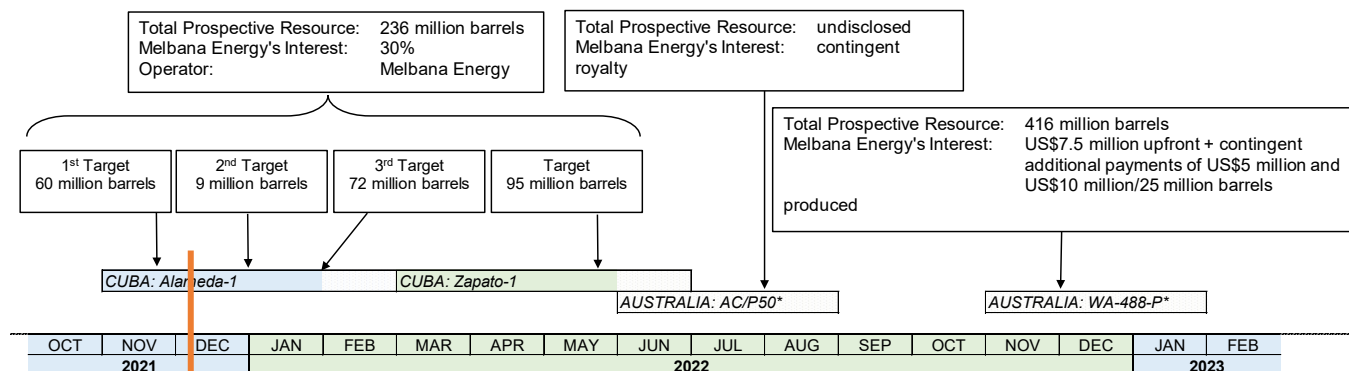 Total Prospective Resource: 236 million barrels
Melbana Energy's Interest: 30%
Operator: Melbana Energy
Total Prospective Resource: undisclosed
Melbana Energy's Interest: contingent
royalty
Total Prospective Resource: 416 million barrels
Melbana Energy's Interest: US$7.5 million upfront + contingent
additional payments of US$5 million and
US$10 million/25 million barrels
produced
1st Target
60 million barrels
2nd Target
9 million barrels
3rd Target
72 million barrels
Target
95 million barrels
CUBA: Alameda-1
CUBA: Zapato-1
AUSTRALIA: AC/P50*
AUSTRALIA: WA-488-P*
OCT NOV DEC JAN FEB MAR APR MAY JUN JUL AUG SEP OCT NOV DEC JAN FEB
2021 2022 2023